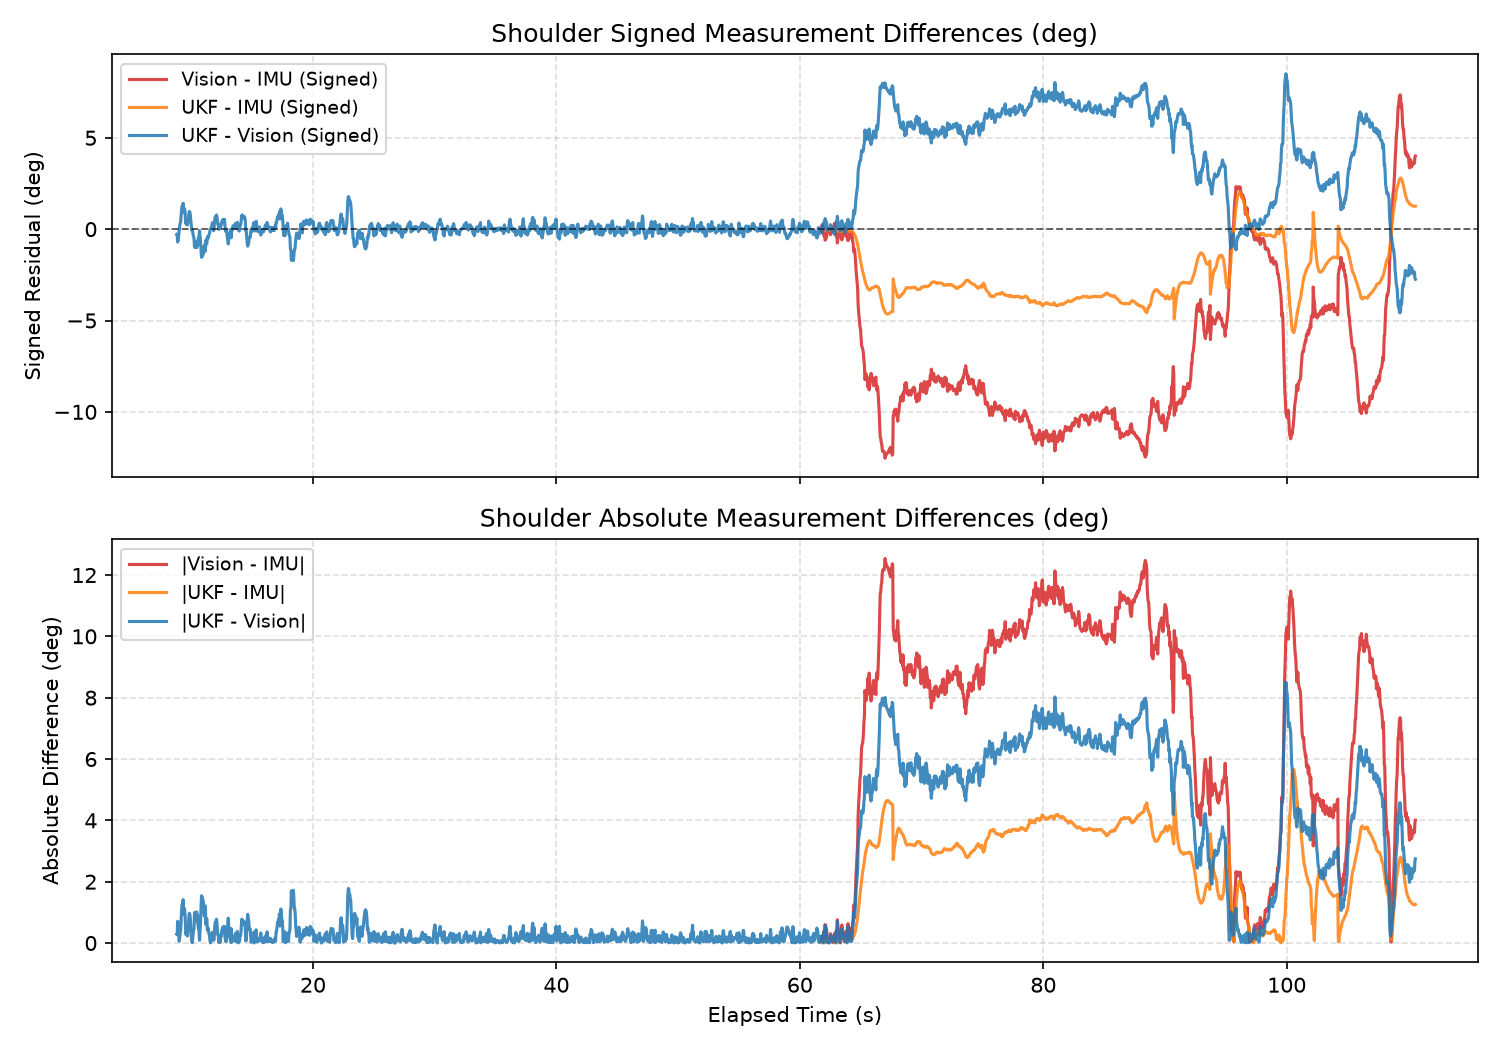 Shoulder Signed Measurement Differences (deg)
Vision - IMU (Signed)
UKF - IMU (Signed)
UKF - Vision (Signed)
Signed Residual (deg)
5
0
−5
−10
Shoulder Absolute Measurement Differences (deg)
|Vision - IMU|
|UKF - IMU|
|UKF - Vision|
Absolute Difference (deg)
12
10
8
6
4
2
0
20 40 60 80 100
Elapsed Time (s)